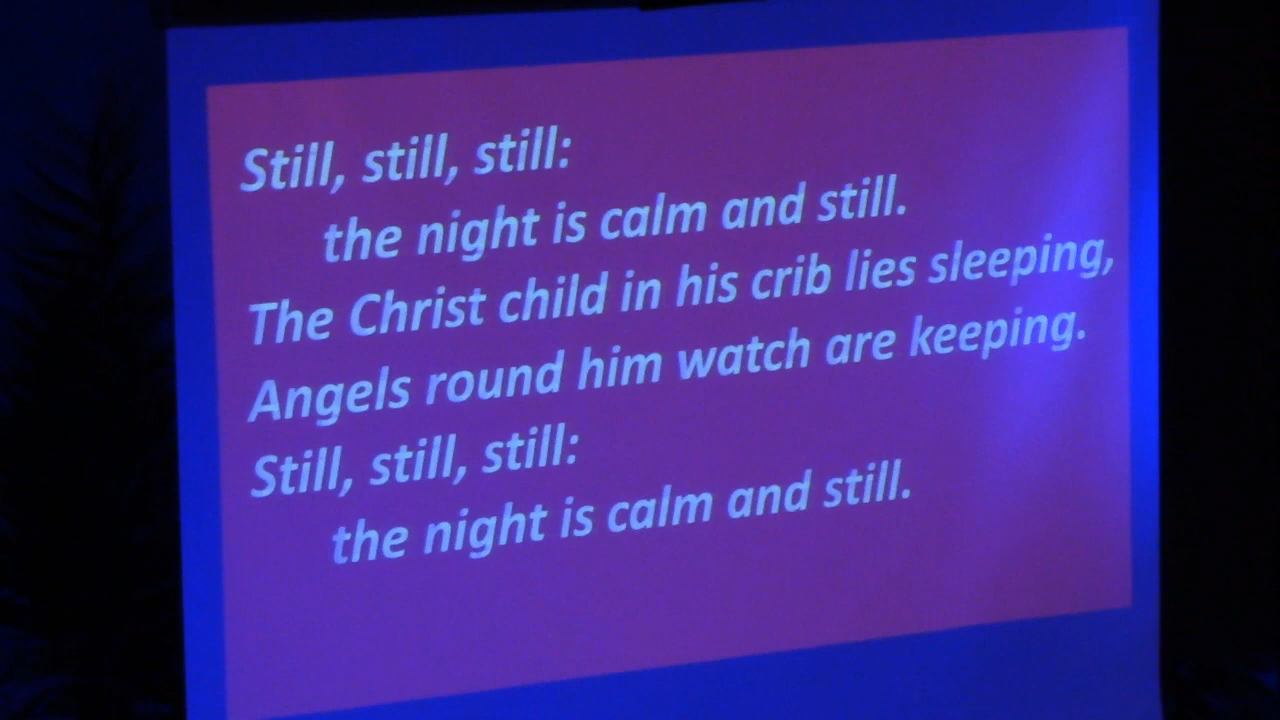 Still, still, still:
the night is calm and still.
The Christ child in his crib lies sleeping,
Angels round him watch are keeping.
Still, still, still:
the night is calm and still.